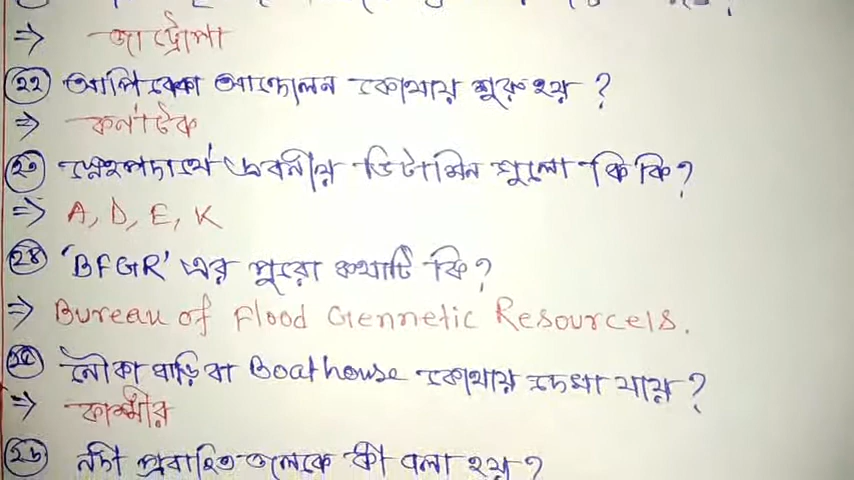 ⇒ জাট্রোপা
২২ আপিকো আন্দোলন কোথায় শুরু হয় ?
⇒ কর্নাটক
২৩ স্নেহপদার্থে দ্রবনীয় ভিটামিন গুলো কি কি?
⇒ A, D, E, K
২৪ 'BFGR' এর পুরো কথাটি কি?
⇒ Bureau of Flood Gennetic Resourcels.
২৫ নৌকা বাড়ি বা Boathouse কোথায় দেখা যায় ?
⇒ কাশ্মীর
২৬ নদী প্রবাহিত জলকে কী বলা হয় ?